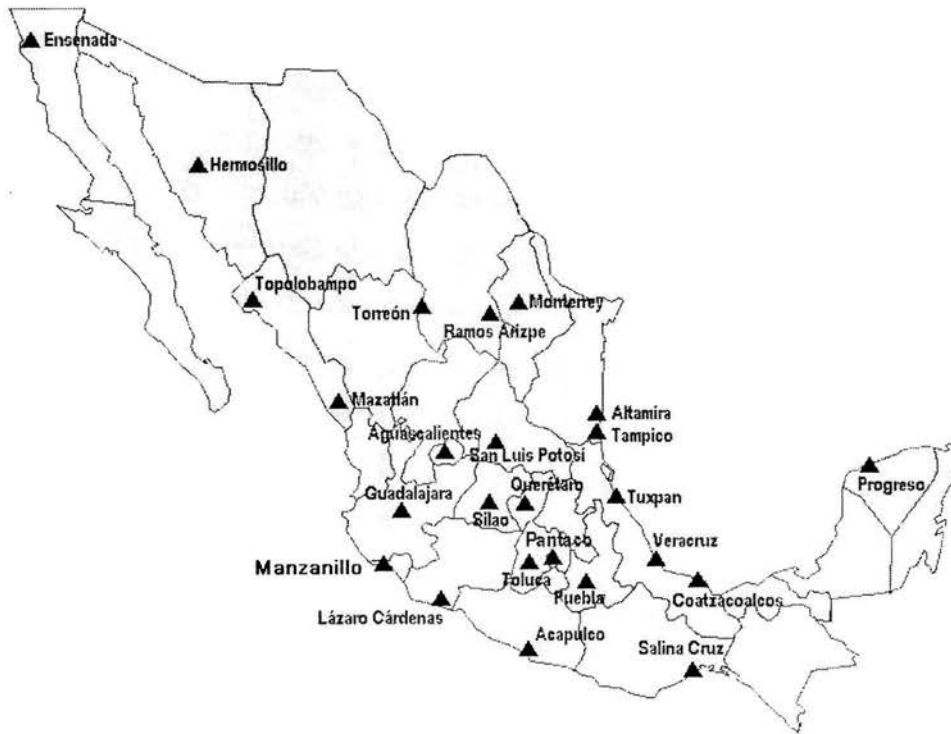 Ensenada
Hermosillo
Topolobampo
Torreón
Monterrey
Ramos Arizpe
Mazatlán
Altamira
Tampico
Aguascalientes
San Luis Potosí
Progreso
Guadalajara
Querétaro
Silao
Tuxpan
Pantaco
Veracruz
Manzanillo
Toluca
Puebla
Coatzacoalcos
Lázaro Cárdenas
Acapulco
Salina Cruz